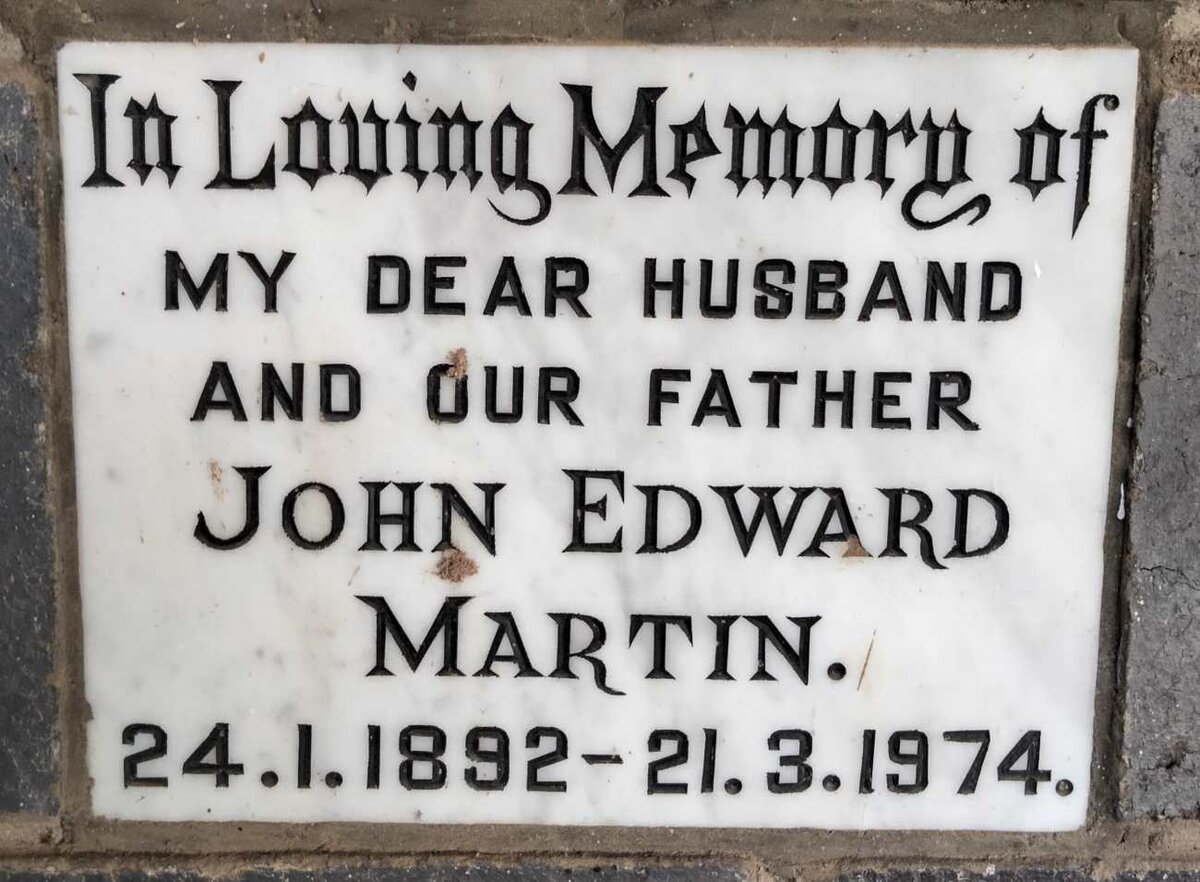 In Loving Memory of
MY DEAR HUSBAND
AND OUR FATHER
JOHN EDWARD
MARTIN.
24.1.1892-21.3.1974.